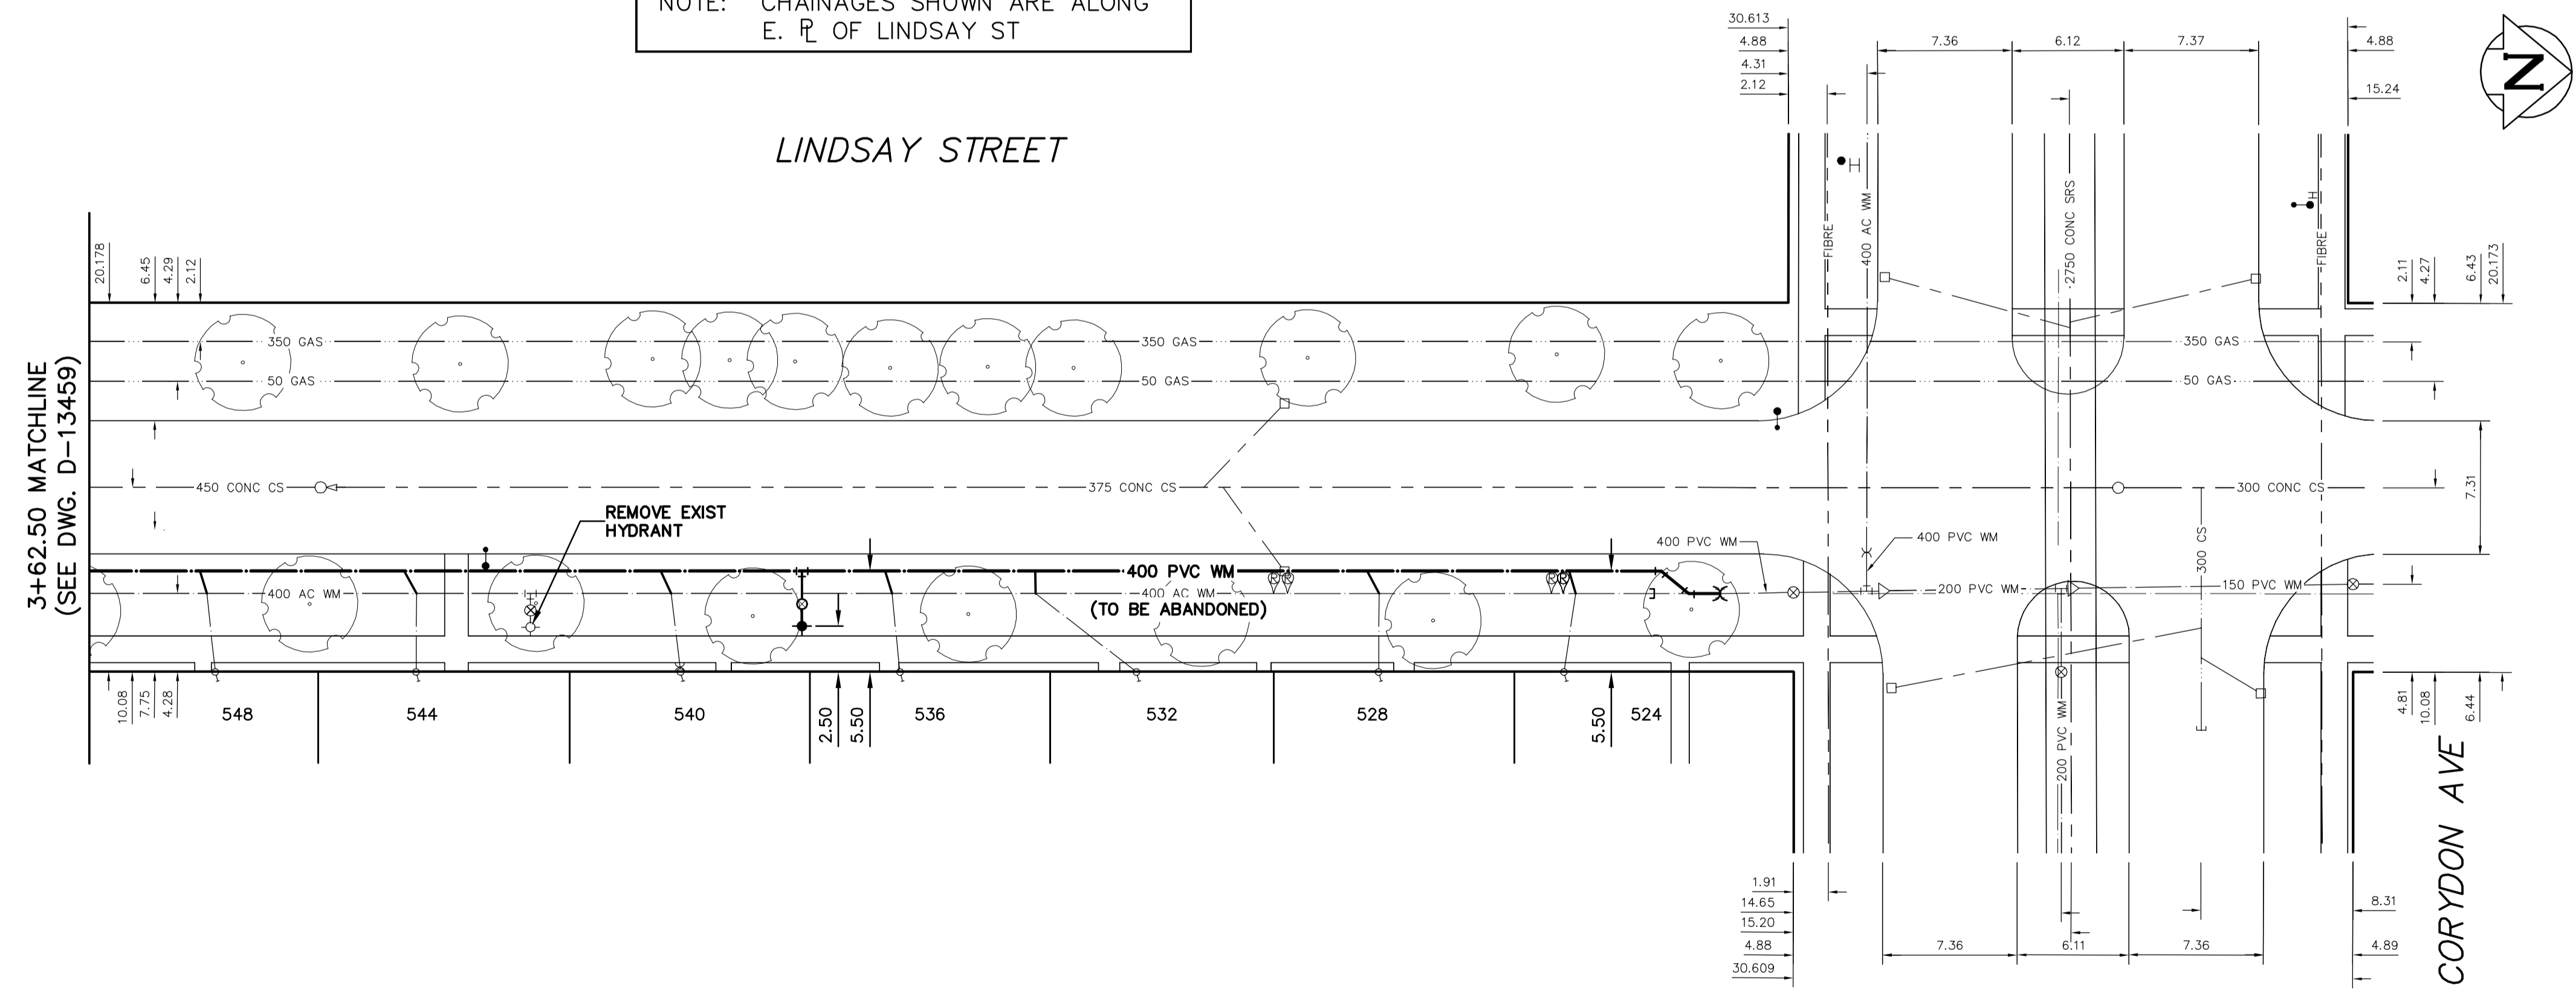 NOTE: CHAINAGES SHOWN ARE ALONG
E. PL OF LINDSAY ST
LINDSAY STREET
N
30.613
4.88
4.31
2.12
7.36
6.12
7.37
4.88
15.24
3+62.50 MATCHLINE
(SEE DWG. D-13459)
20.178
6.45
4.29
2.12
H
FIBRE
400 AC WM
2750 CONC SRS
H
FIBRE
2.11
4.27
6.43
20.173
350 GAS
350 GAS
350 GAS
50 GAS
50 GAS
50 GAS
450 CONC CS
375 CONC CS
300 CONC CS
7.31
REMOVE EXIST
HYDRANT
400 PVC WM
400 PVC WM
300 CS
400 PVC WM
400 AC WM
400 AC WM
(TO BE ABANDONED)
R R
R R
200 PVC WM
150 PVC WM
10.08
7.75
4.28
548
544
540
2.50
5.50
536
532
528
5.50
524
200 PVC WM
4.81
10.08
6.44
CORYDON AVE
1.91
14.65
15.20
4.88
30.609
7.36
6.11
7.36
8.31
4.89